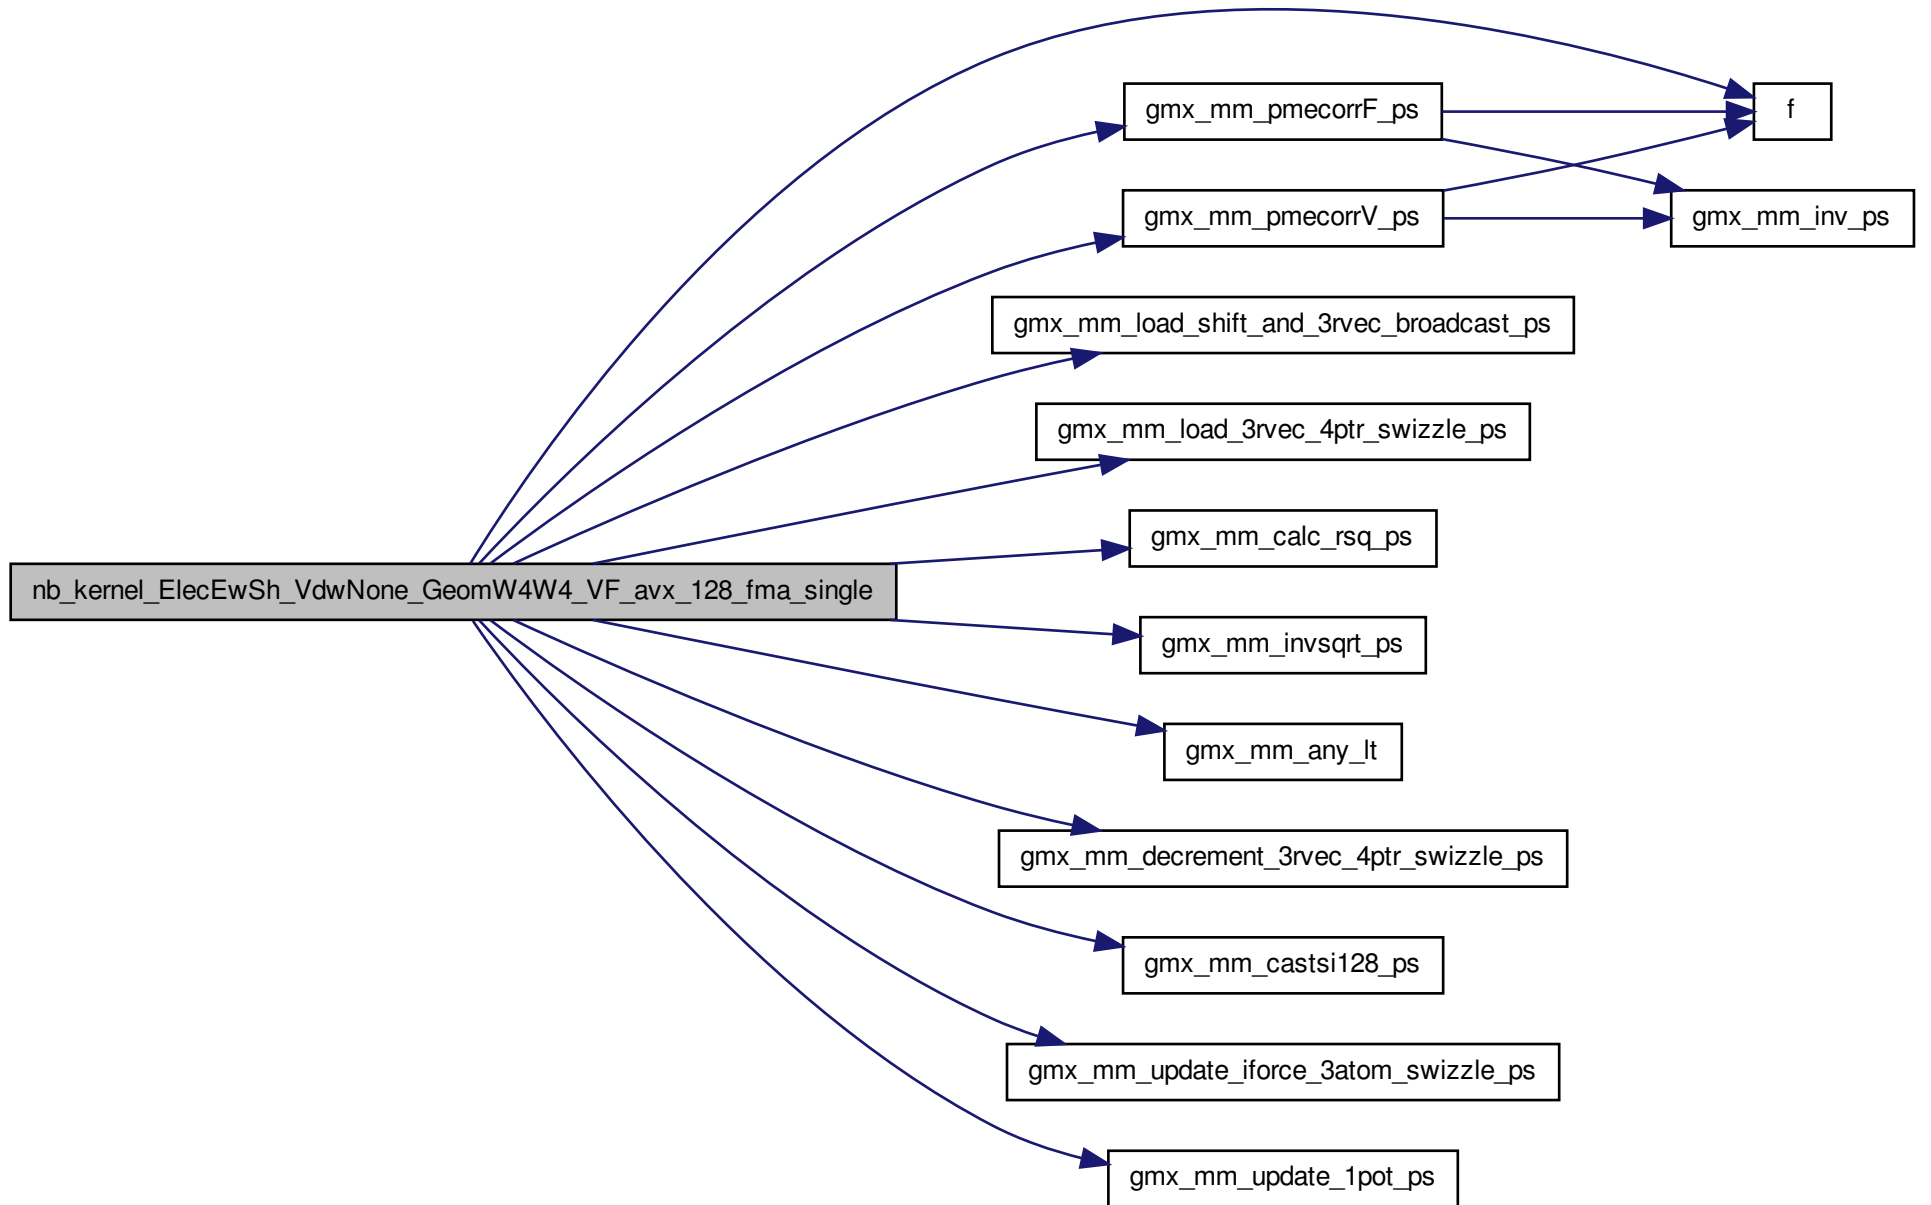 gmx_mm_pmecorrF_ps
f
gmx_mm_pmecorrV_ps
gmx_mm_inv_ps
gmx_mm_load_shift_and_3rvec_broadcast_ps
gmx_mm_load_3rvec_4ptr_swizzle_ps
gmx_mm_calc_rsq_ps
nb_kernel_ElecEwSh_VdwNone_GeomW4W4_VF_avx_128_fma_single
gmx_mm_invsqrt_ps
gmx_mm_any_lt
gmx_mm_decrement_3rvec_4ptr_swizzle_ps
gmx_mm_castsi128_ps
gmx_mm_update_iforce_3atom_swizzle_ps
gmx_mm_update_1pot_ps